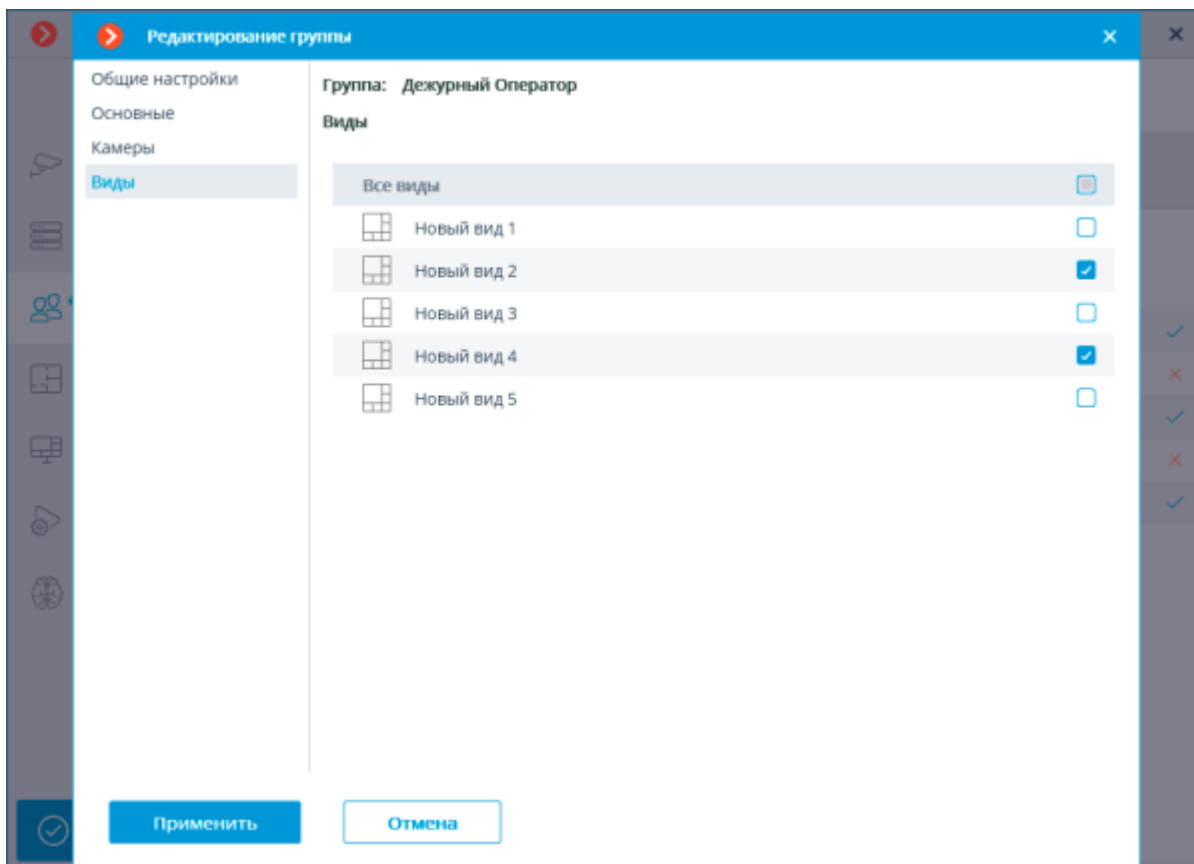 Редактирование группы
Общие настройки
Основные
Камеры
Виды
Группа: Дежурный Оператор
Виды
Все виды
Новый вид 1
Новый вид 2
Новый вид 3
Новый вид 4
Новый вид 5
Применить
Отмена